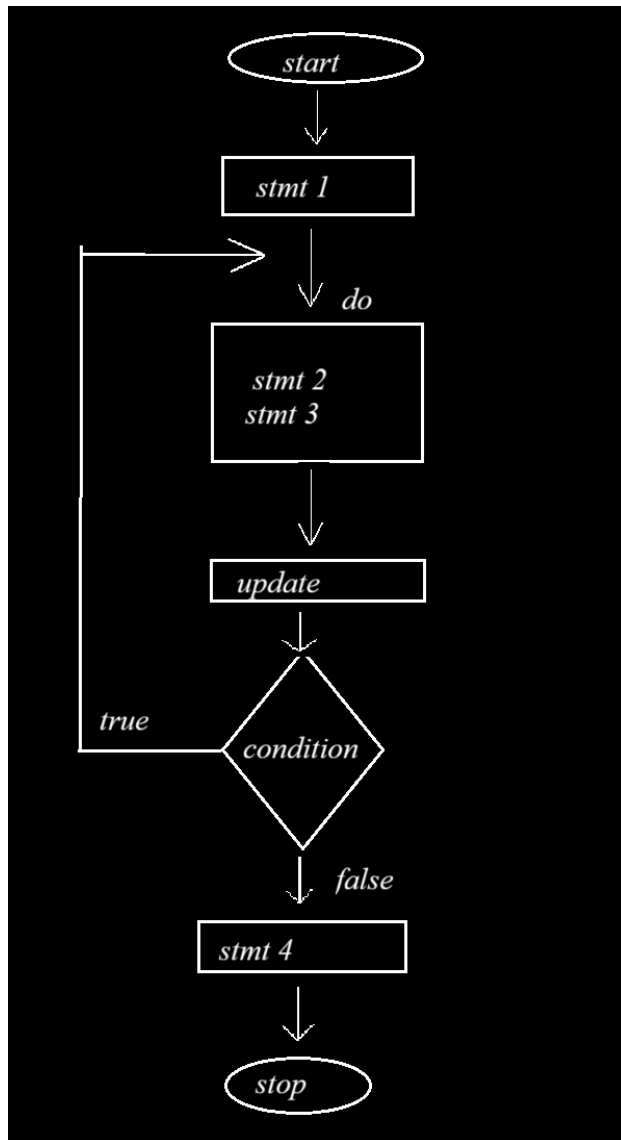 start
stmt 1
do
stmt 2
stmt 3
update
true
condition
false
stmt 4
stop